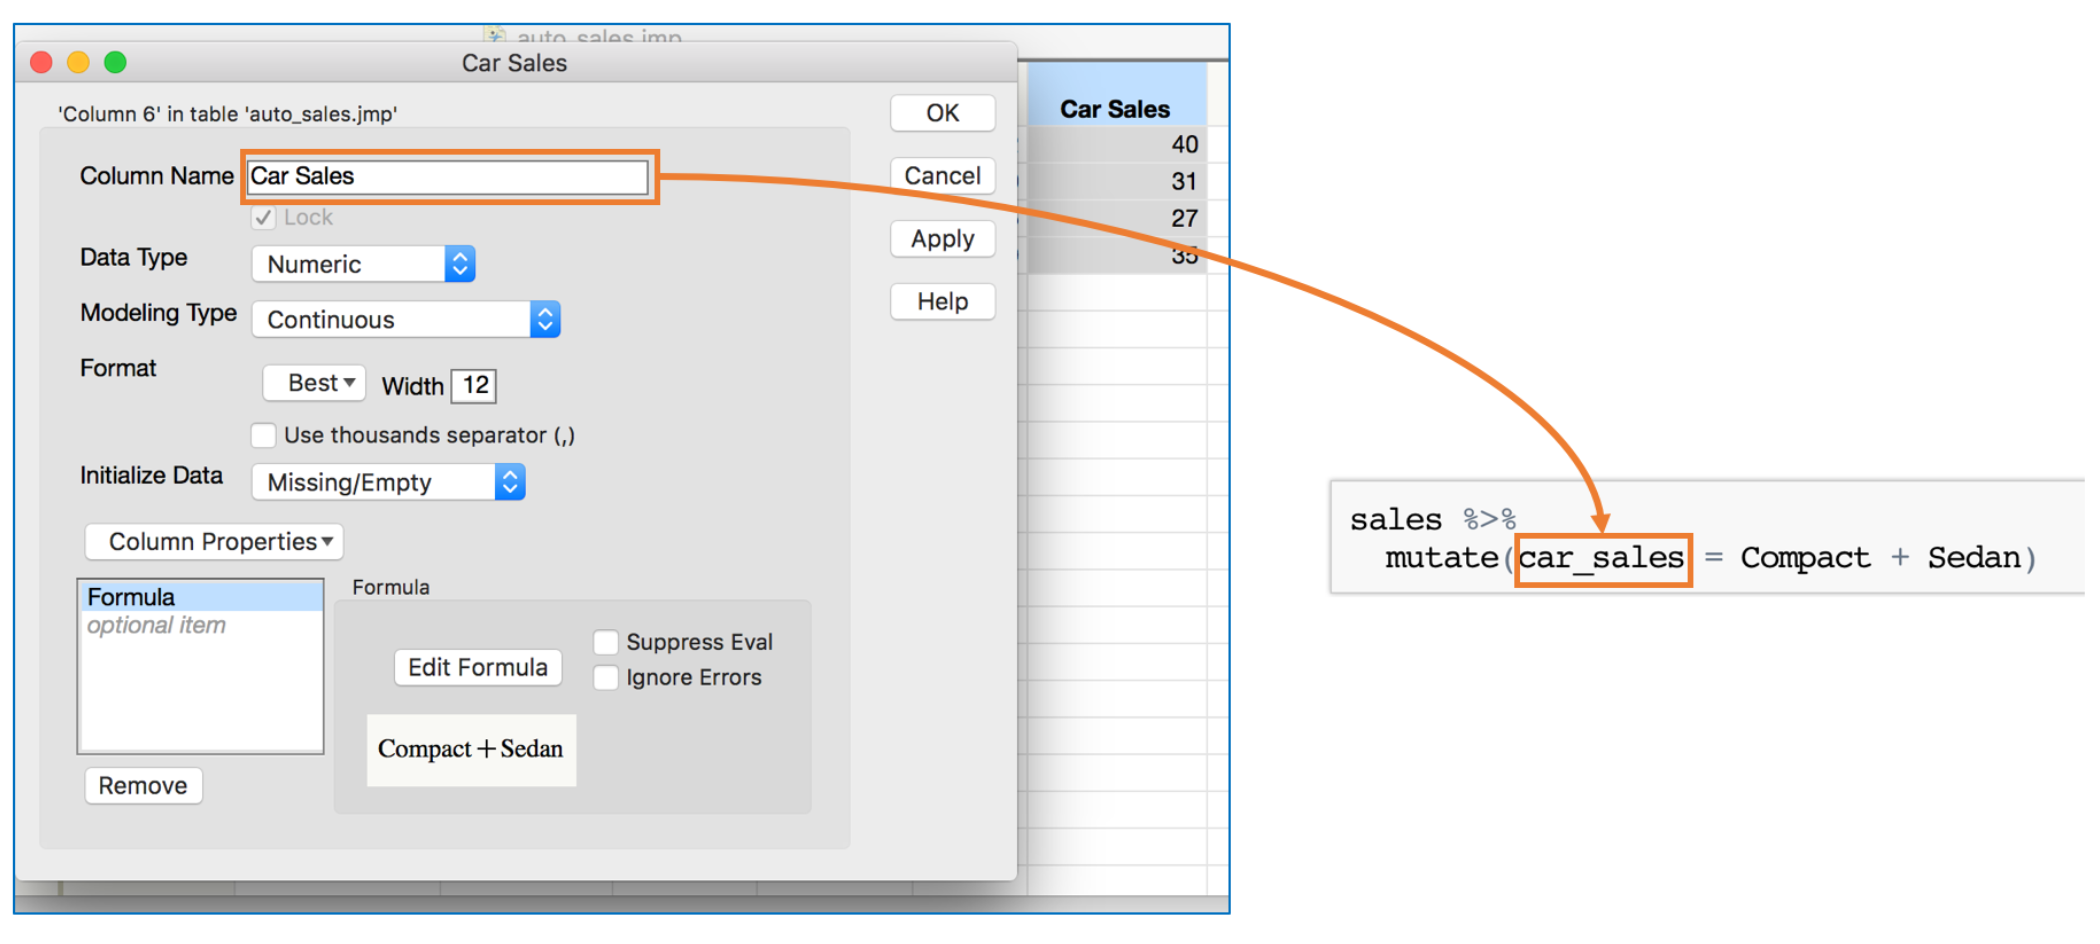 auto_sales.jmp
Car Sales
'Column 6' in table 'auto_sales.jmp'
OK
Column Name Car Sales
Cancel
Lock
Data Type Numeric
Apply
Modeling Type Continuous
Help
Format Best Width 12
Use thousands separator (,)
Initialize Data Missing/Empty
Column Properties
Formula
optional item
Remove
Formula
Edit Formula
Suppress Eval
Ignore Errors
Compact + Sedan
Car Sales
40
31
27
35
sales %>%
mutate(car_sales = Compact + Sedan)